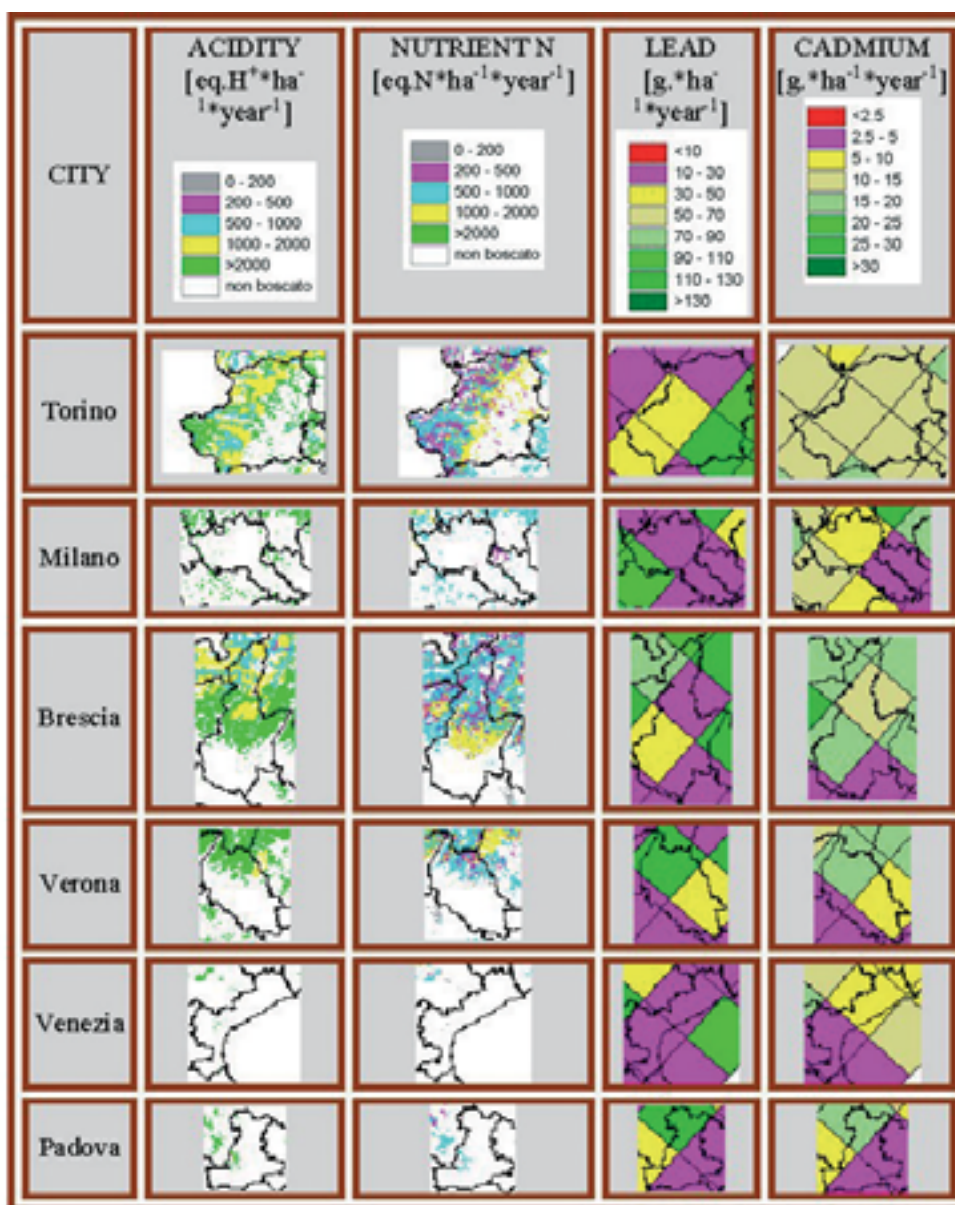 CITY
ACIDITY
[eq.H⁺*ha⁻
¹*year⁻¹]
0 - 200
200 - 500
500 - 1000
1000 - 2000
>2000
non boscato
NUTRIENT N
[eq.N*ha⁻¹*year⁻¹]
0 - 200
200 - 500
500 - 1000
1000 - 2000
>2000
non boscato
LEAD
[g.*ha⁻
¹*year⁻¹]
<10
10 - 30
30 - 50
50 - 70
70 - 90
90 - 110
110 - 130
>130
CADMIUM
[g.*ha⁻¹*year⁻¹]
<2.5
2.5 - 5
5 - 10
10 - 15
15 - 20
20 - 25
25 - 30
>30
Torino
Milano
Brescia
Verona
Venezia
Padova